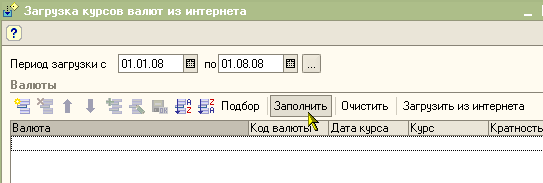 Загрузка курсов валют из интернета
?
Период загрузки с 01.01.08 по 01.08.08 ...
Валюты
Подбор Заполнить Очистить Загрузить из интернета
Валюта Код валюты Дата курса Курс Кратность